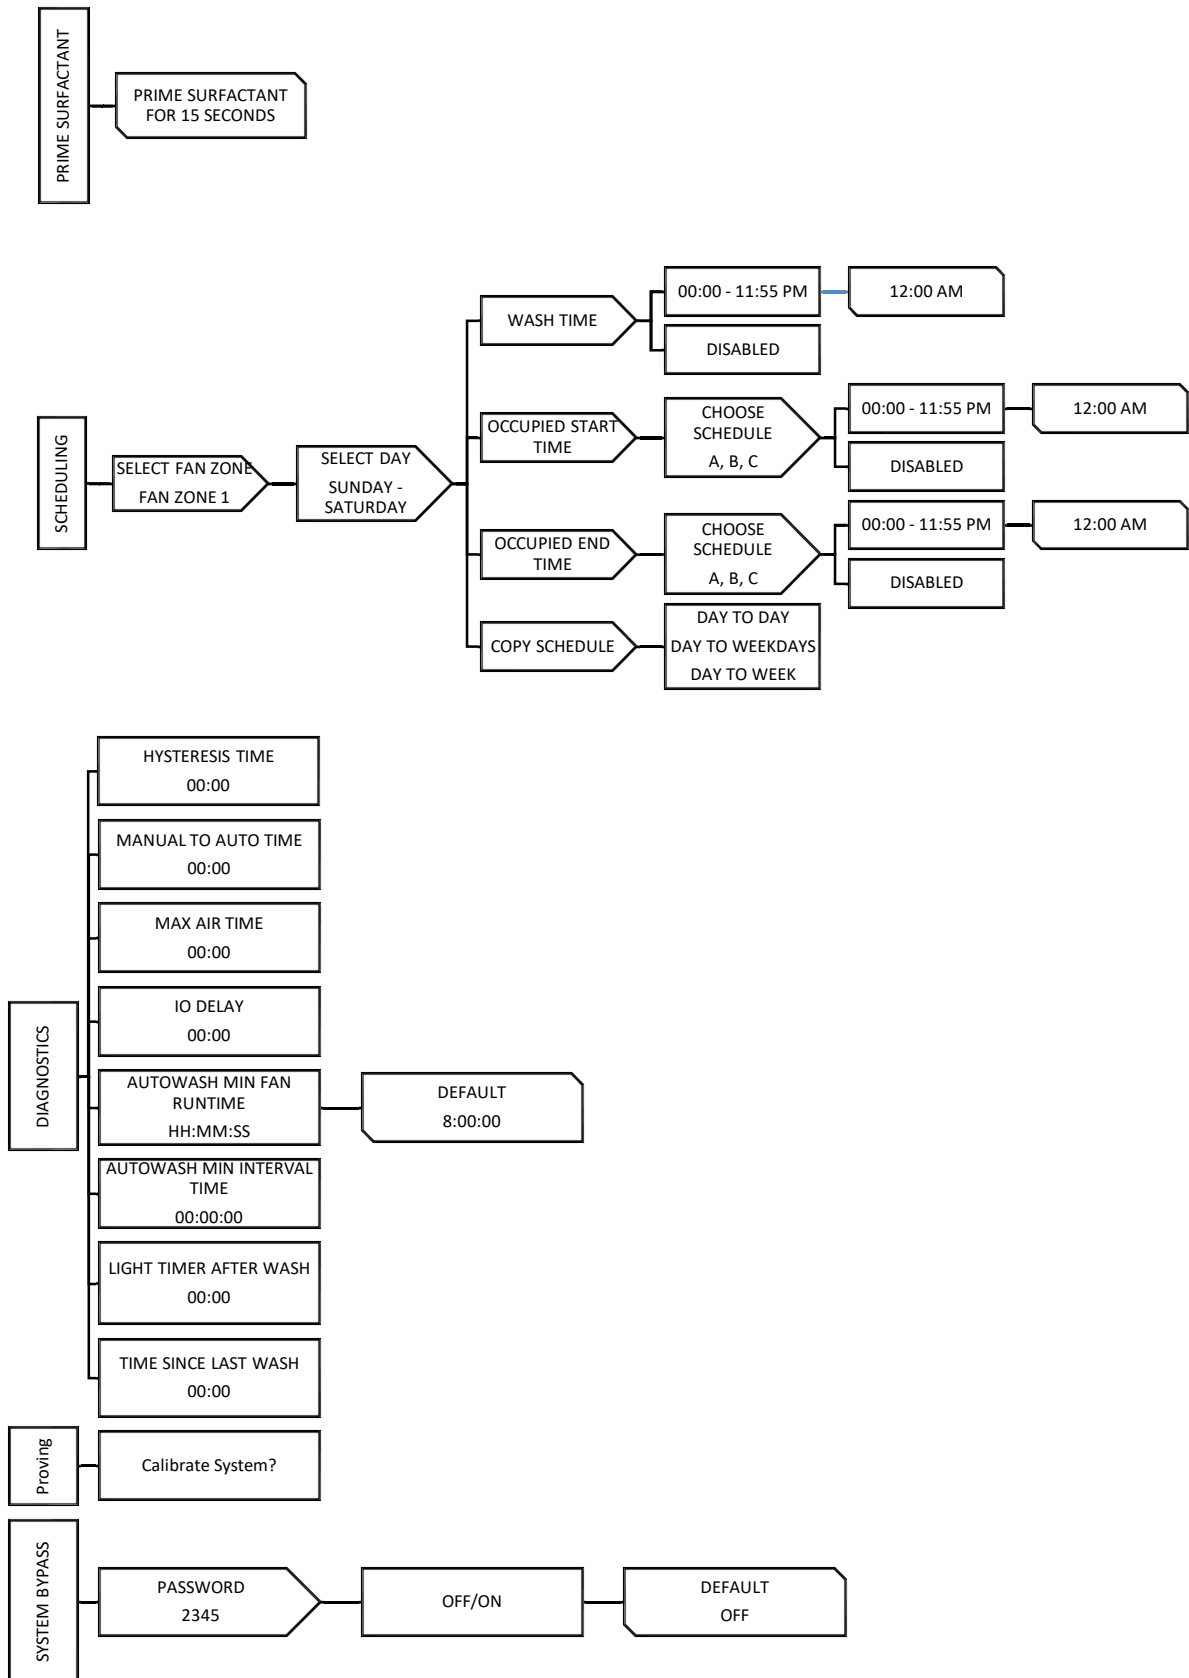 PRIME SURFACTANT
PRIME SURFACTANT
FOR 15 SECONDS
SCHEDULING
SELECT FAN ZONE
FAN ZONE 1
SELECT DAY
SUNDAY -
SATURDAY
WASH TIME
00:00 - 11:55 PM
12:00 AM
DISABLED
OCCUPIED START
TIME
CHOOSE
SCHEDULE
A, B, C
00:00 - 11:55 PM
12:00 AM
DISABLED
OCCUPIED END
TIME
CHOOSE
SCHEDULE
A, B, C
00:00 - 11:55 PM
12:00 AM
DISABLED
COPY SCHEDULE
DAY TO DAY
DAY TO WEEKDAYS
DAY TO WEEK
DIAGNOSTICS
HYSTERESIS TIME
00:00
MANUAL TO AUTO TIME
00:00
MAX AIR TIME
00:00
IO DELAY
00:00
AUTOWASH MIN FAN
RUNTIME
HH:MM:SS
DEFAULT
8:00:00
AUTOWASH MIN INTERVAL
TIME
00:00:00
LIGHT TIMER AFTER WASH
00:00
TIME SINCE LAST WASH
00:00
Proving
Calibrate System?
SYSTEM BYPASS
PASSWORD
2345
OFF/ON
DEFAULT
OFF